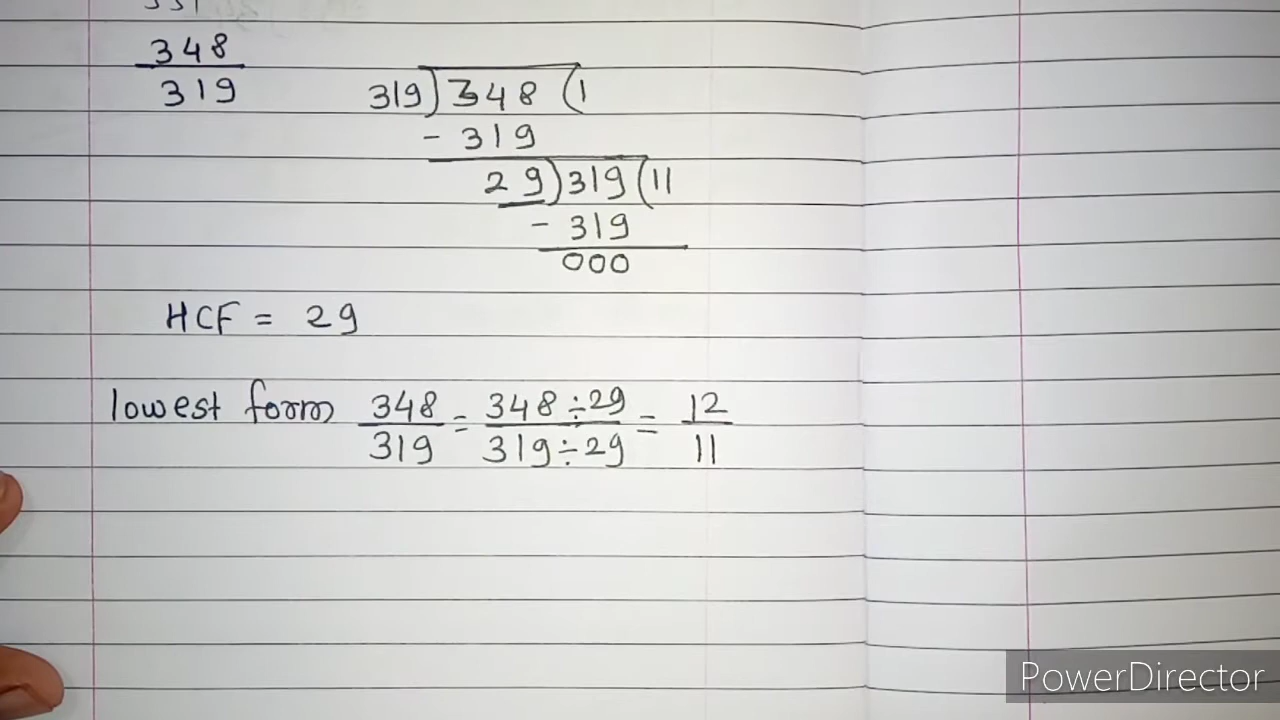 348
319
319)348(1
- 319
29)319(11
- 319
000
HCF = 29
lowest form 348/319 = 348÷29/319÷29 = 12/11
PowerDirector